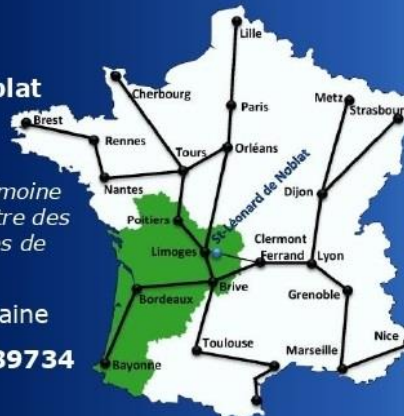 blat
moine
tre des
s de
aine
39734
Lille
Cherbourg
Metz
Strasbour
Paris
Brest
Rennes
Tours
Orléans
Nantes
Dijon
St-Léonard de Noblat
Poitiers
Limoges
Clermont
Ferrand
Lyon
Bordeaux
Brive
Grenoble
Toulouse
Marseille
Nice
Bayonne